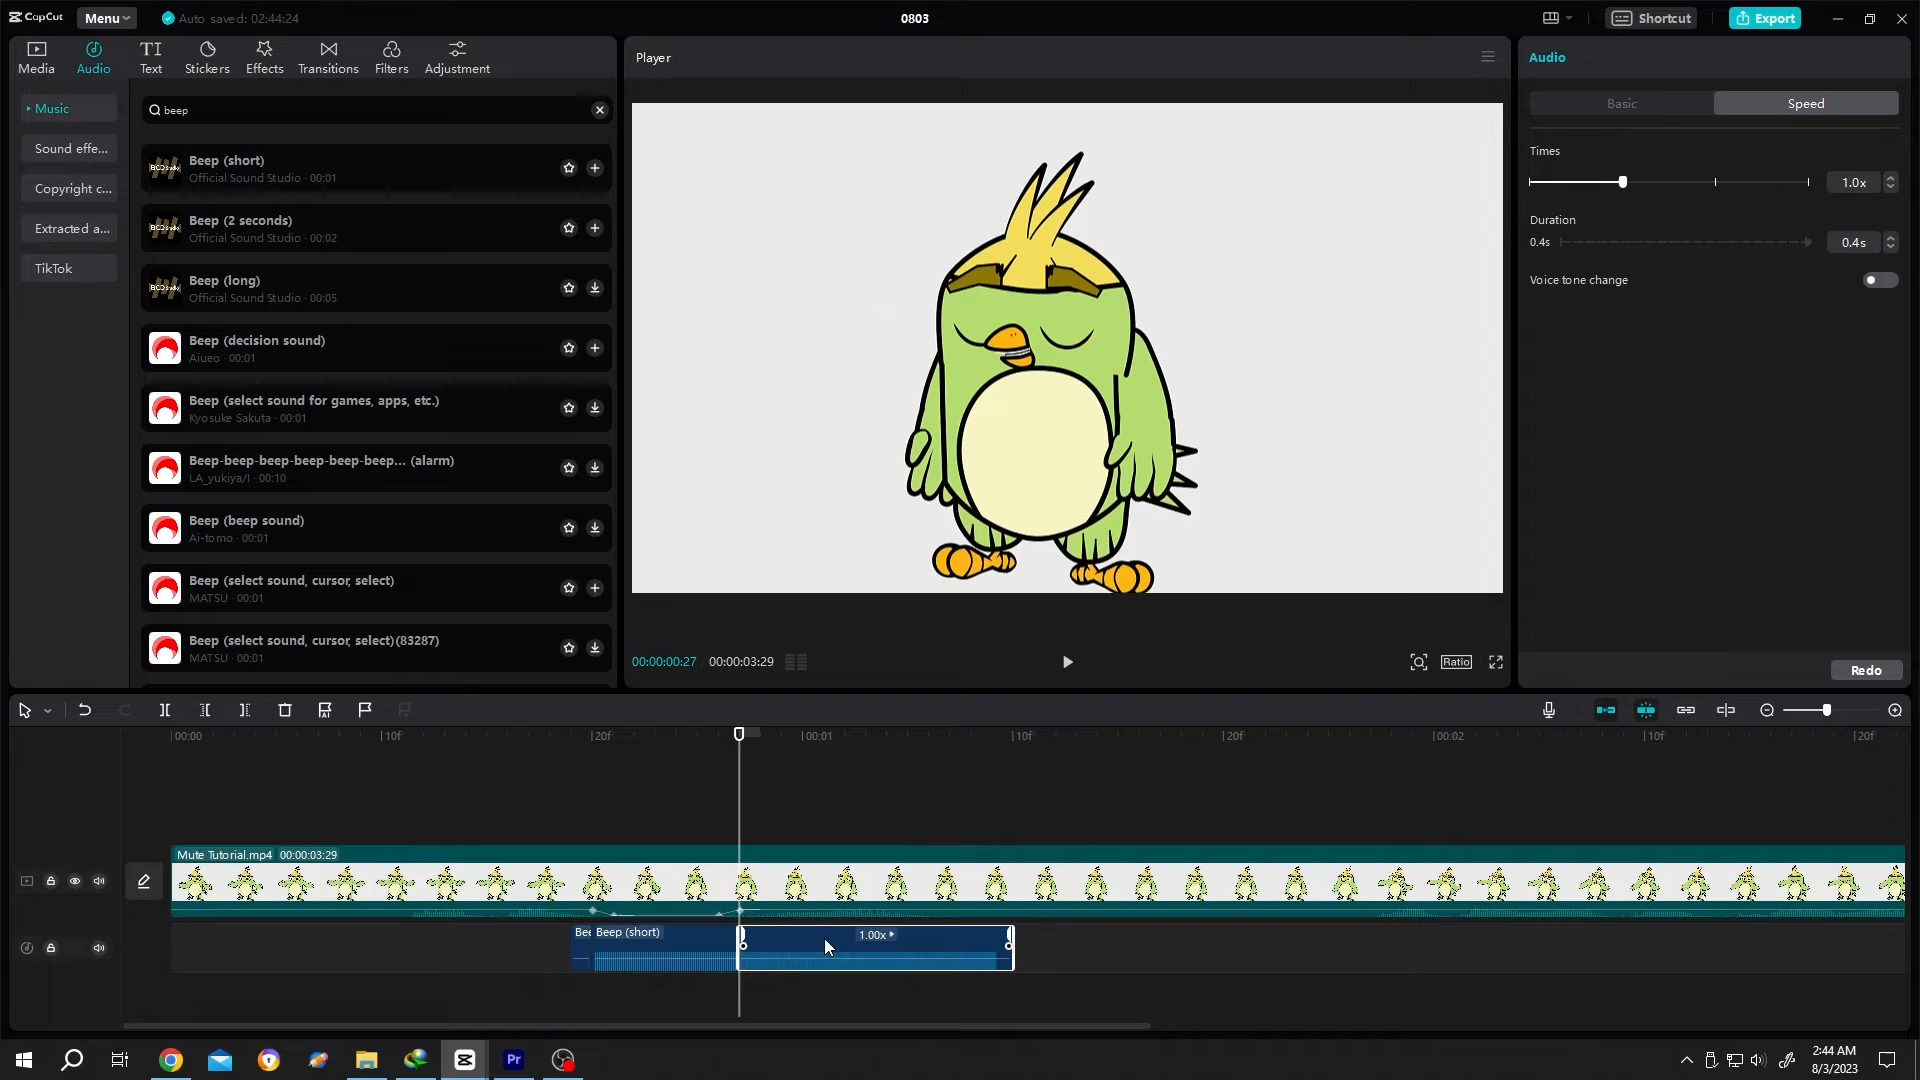 CapCut
Menu
Auto saved: 02:44:24
0803
Shortcut
Export
Media
Audio
TI
Text
Stickers
Effects
Transitions
Filters
Adjustment
Music
Sound effe...
Copyright c...
Extracted a...
TikTok
beep
Beep (short)
Official Sound Studio · 00:01
Beep (2 seconds)
Official Sound Studio · 00:02
Beep (long)
Official Sound Studio · 00:05
Beep (decision sound)
Aiueo · 00:01
Beep (select sound for games, apps, etc.)
Kyosuke Sakuta · 00:01
Beep-beep-beep-beep-beep-beep... (alarm)
LA_yukiya/I · 00:10
Beep (beep sound)
Ai-tomo · 00:01
Beep (select sound, cursor, select)
MATSU · 00:01
Beep (select sound, cursor, select)(83287)
MATSU · 00:01
Player
00:00:00:27
00:00:03:29
Ratio
Audio
Basic
Speed
Times
1.0x
Duration
0.4s
0.4s
Voice tone change
Redo
00:00
10f
20f
00:01
10f
20f
00:02
10f
20f
Mute Tutorial.mp4
00:00:03:29
Bee
Beep (short)
1.00x
Pr
2:44 AM
8/3/2023